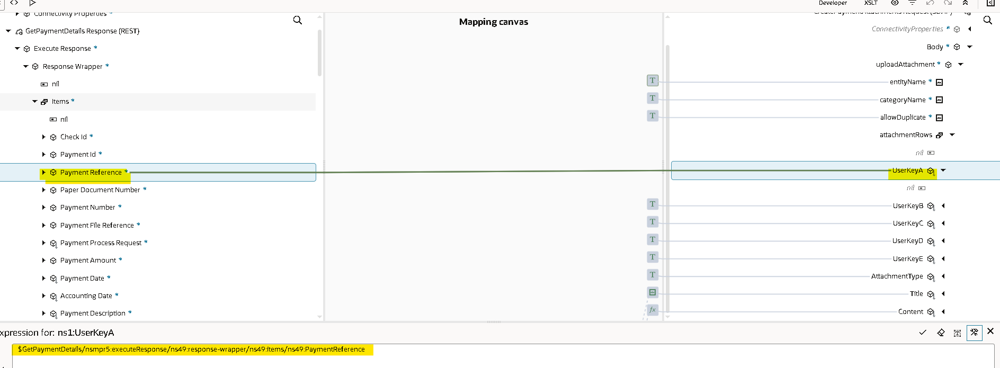 Developer XSLT
Connectivity Properties *
GetPaymentDetails Response (REST)
Execute Response *
Response Wrapper *
nil
Items *
nil
Check Id *
Payment Id *
Payment Reference *
Paper Document Number *
Payment Number *
Payment File Reference *
Payment Process Request *
Payment Amount *
Payment Date *
Accounting Date *
Payment Description *
Mapping canvas
T
T
T
T
T
T
T
T
fx
ConnectivityProperties *
Body *
uploadAttachment *
entityName *
categoryName *
allowDuplicate *
attachmentRows
nil
UserKeyA
nil
UserKeyB
UserKeyC
UserKeyD
UserKeyE
AttachmentType
Title
Content
xpression for: ns1:UserKeyA
$GetPaymentDetails/nsmpr5:executeResponse/ns49:response-wrapper/ns49:items/ns49:PaymentReference